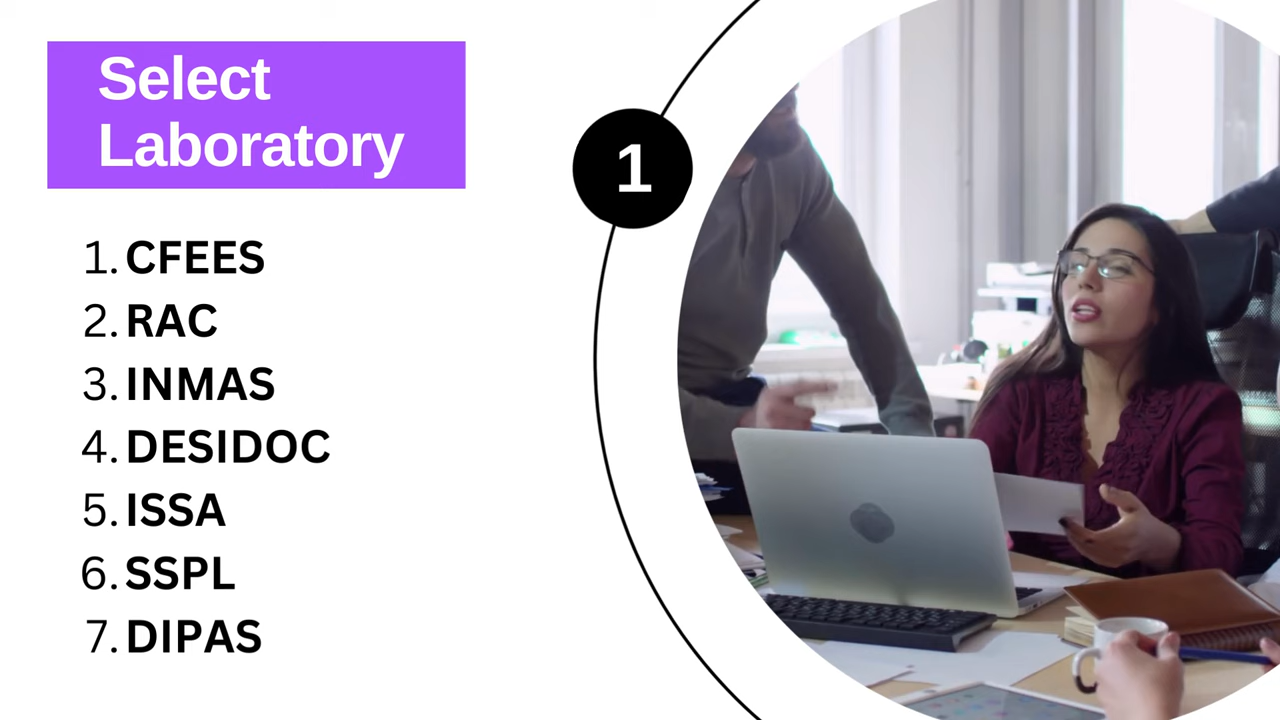 Select
Laboratory
1
1. CFEES
2. RAC
3. INMAS
4. DESIDOC
5. ISSA
6. SSPL
7. DIPAS